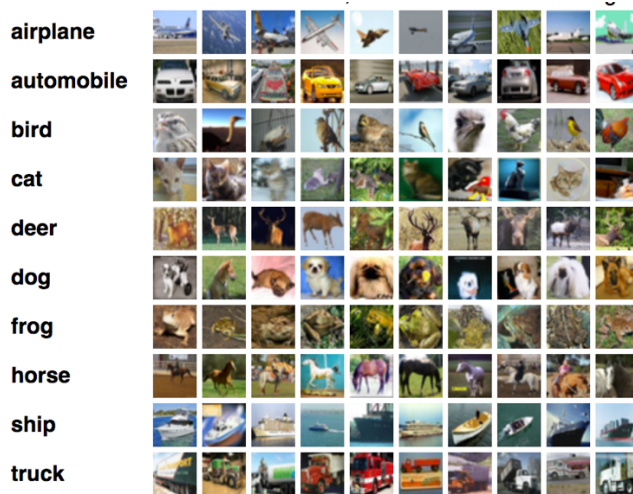 airplane
automobile
bird
cat
deer
dog
frog
horse
ship
truck